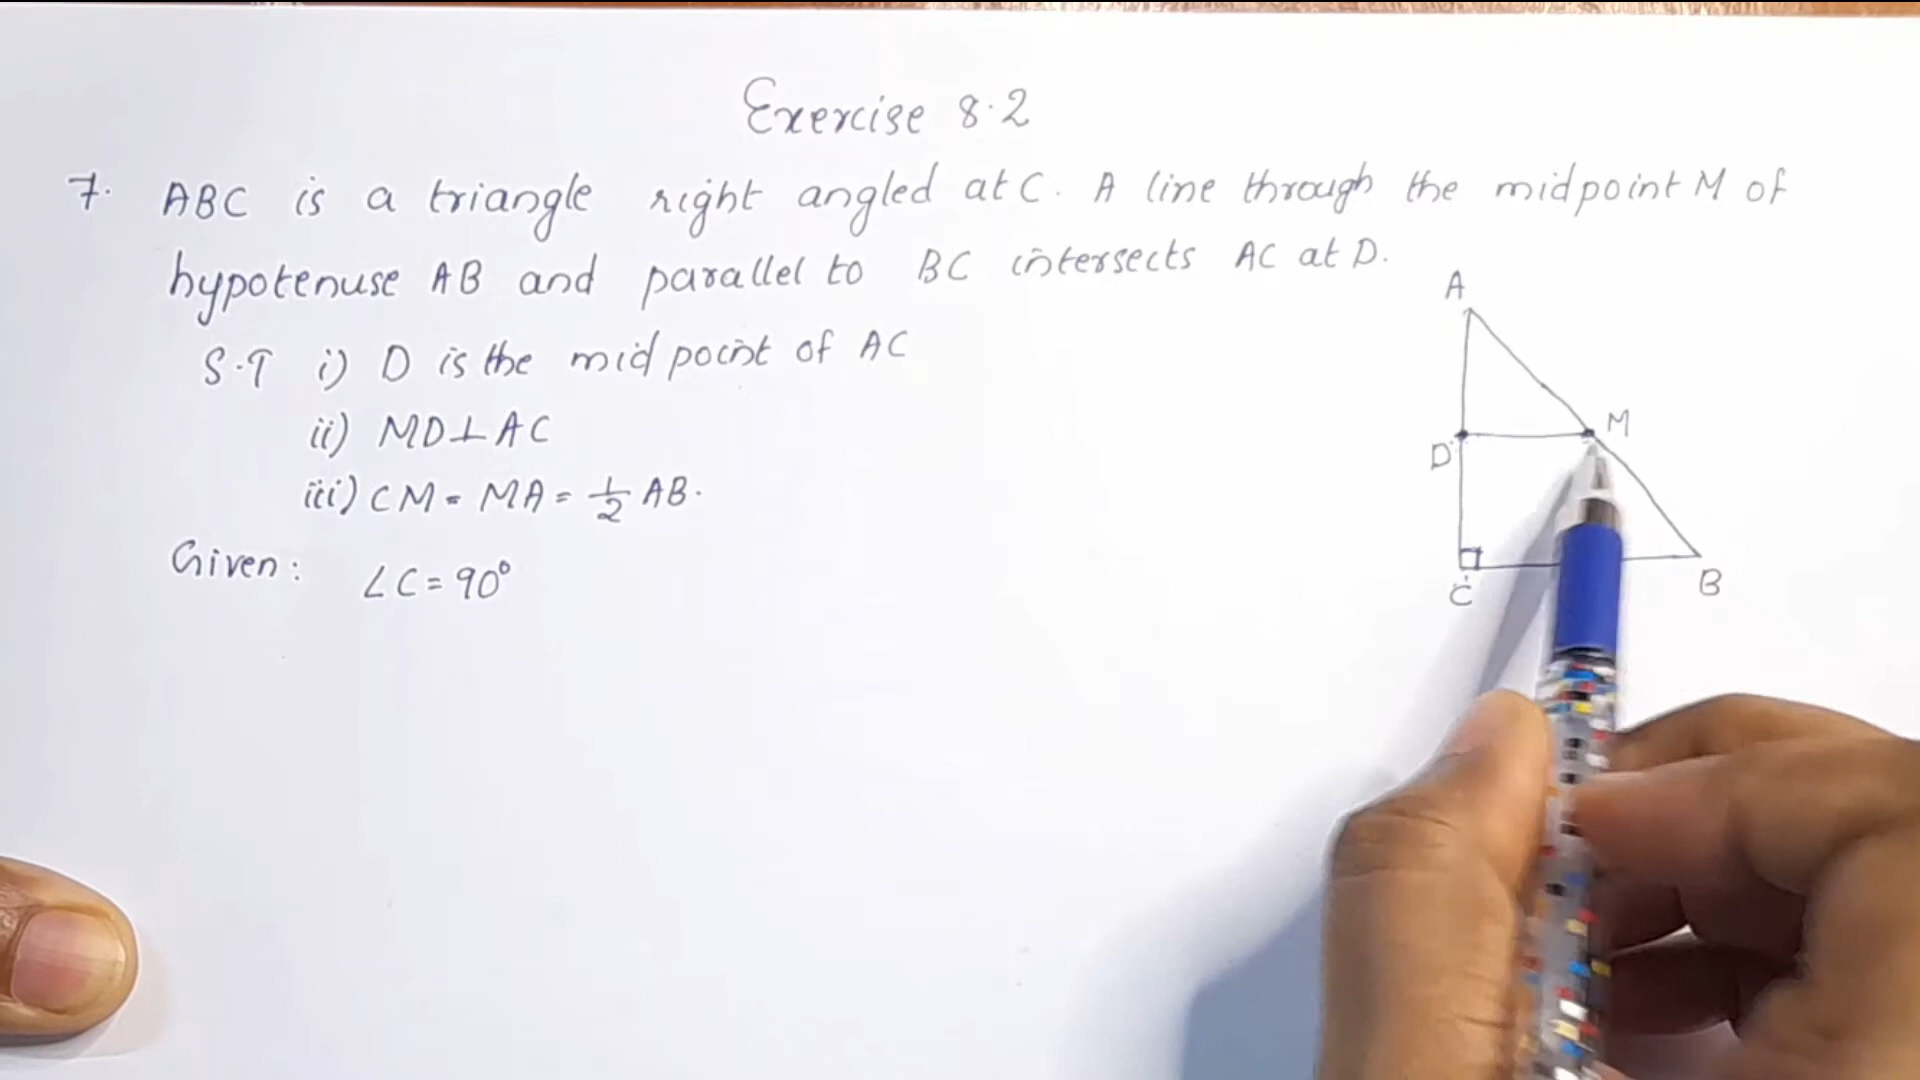 Exercise 8.2
7. ABC is a triangle right angled at C. A line through the midpoint M of
hypotenuse AB and parallel to BC intersects AC at D.
S.T i) D is the mid point of AC
ii) MD⊥AC
iii) CM = MA = 1/2 AB.
Given: ∠C = 90°
A
M
D
C
B